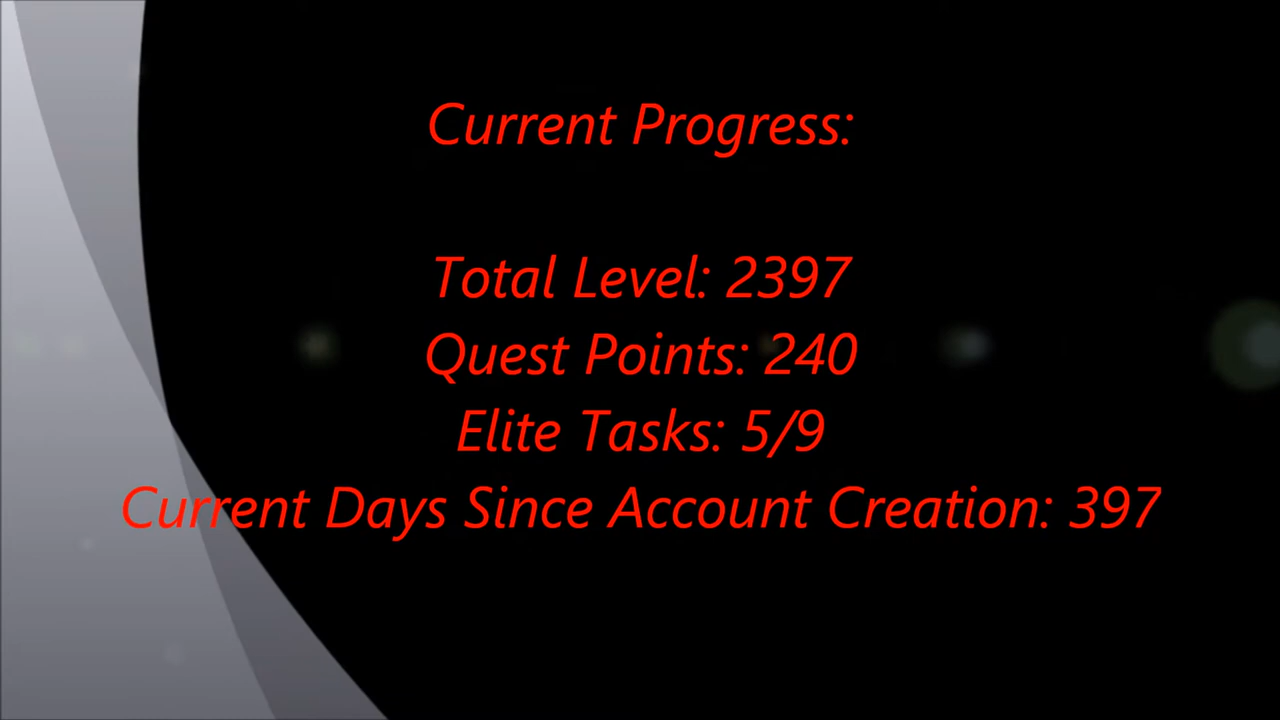 Current Progress:
Total Level: 2397
Quest Points: 240
Elite Tasks: 5/9
Current Days Since Account Creation: 397